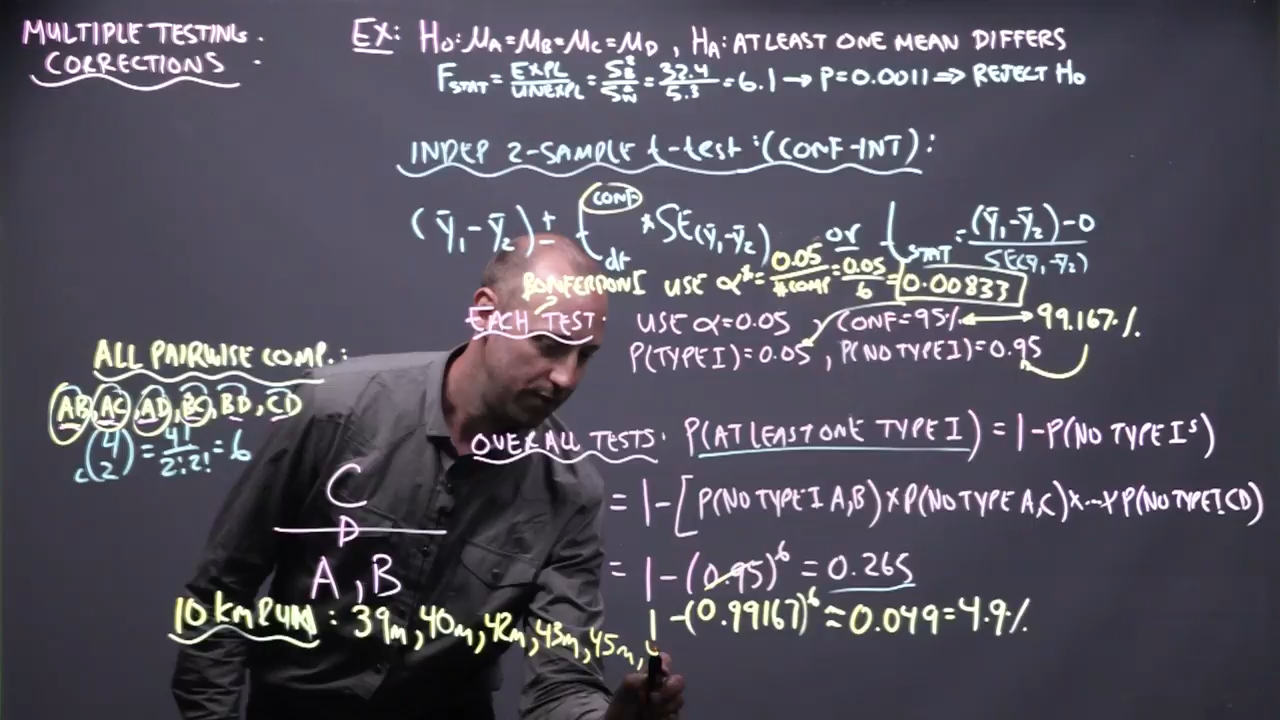 MULTIPLE TESTING
CORRECTIONS
EX: H₀: μA=μB=μC=μD , HA: AT LEAST ONE MEAN DIFFERS
FSTAT = EXPL/UNEXPL = S²B/S²W = 32.4/5.3 = 6.1 → P=0.0011 ⇒ REJECT H₀
INDEP 2-SAMPLE t-test: (CONF-INT):
(ȳ₁-ȳ₂) ± t CONF df * SE(ȳ₁-ȳ₂) or tSTAT = (ȳ₁-ȳ₂)-0/SE(ȳ₁-ȳ₂)
BONFERRONI USE α* = 0.05/#COMP = 0.05/6 = 0.00833
EACH TEST: USE α=0.05 CONF=95% ↔ 99.167%
P(TYPE I)=0.05, P(NO TYPE I)=0.95
ALL PAIRWISE COMP.:
AB, AC, AD, BC, BD, CD
(4 2) = 4!/2!2! = 6
OVERALL TESTS: P(AT LEAST ONE TYPE I) = 1-P(NO TYPE Iˢ)
= 1-[P(NO TYPE I A,B)×P(NO TYPE A,C)×...×P(NO TYPE I CD)
= 1-(0.95)⁶ = 0.265
1-(0.99167)⁶ ≈ 0.049 = 4.9%
C
D
A, B
10 km RUN: 39m, 40m, 42m, 43m, 45m,